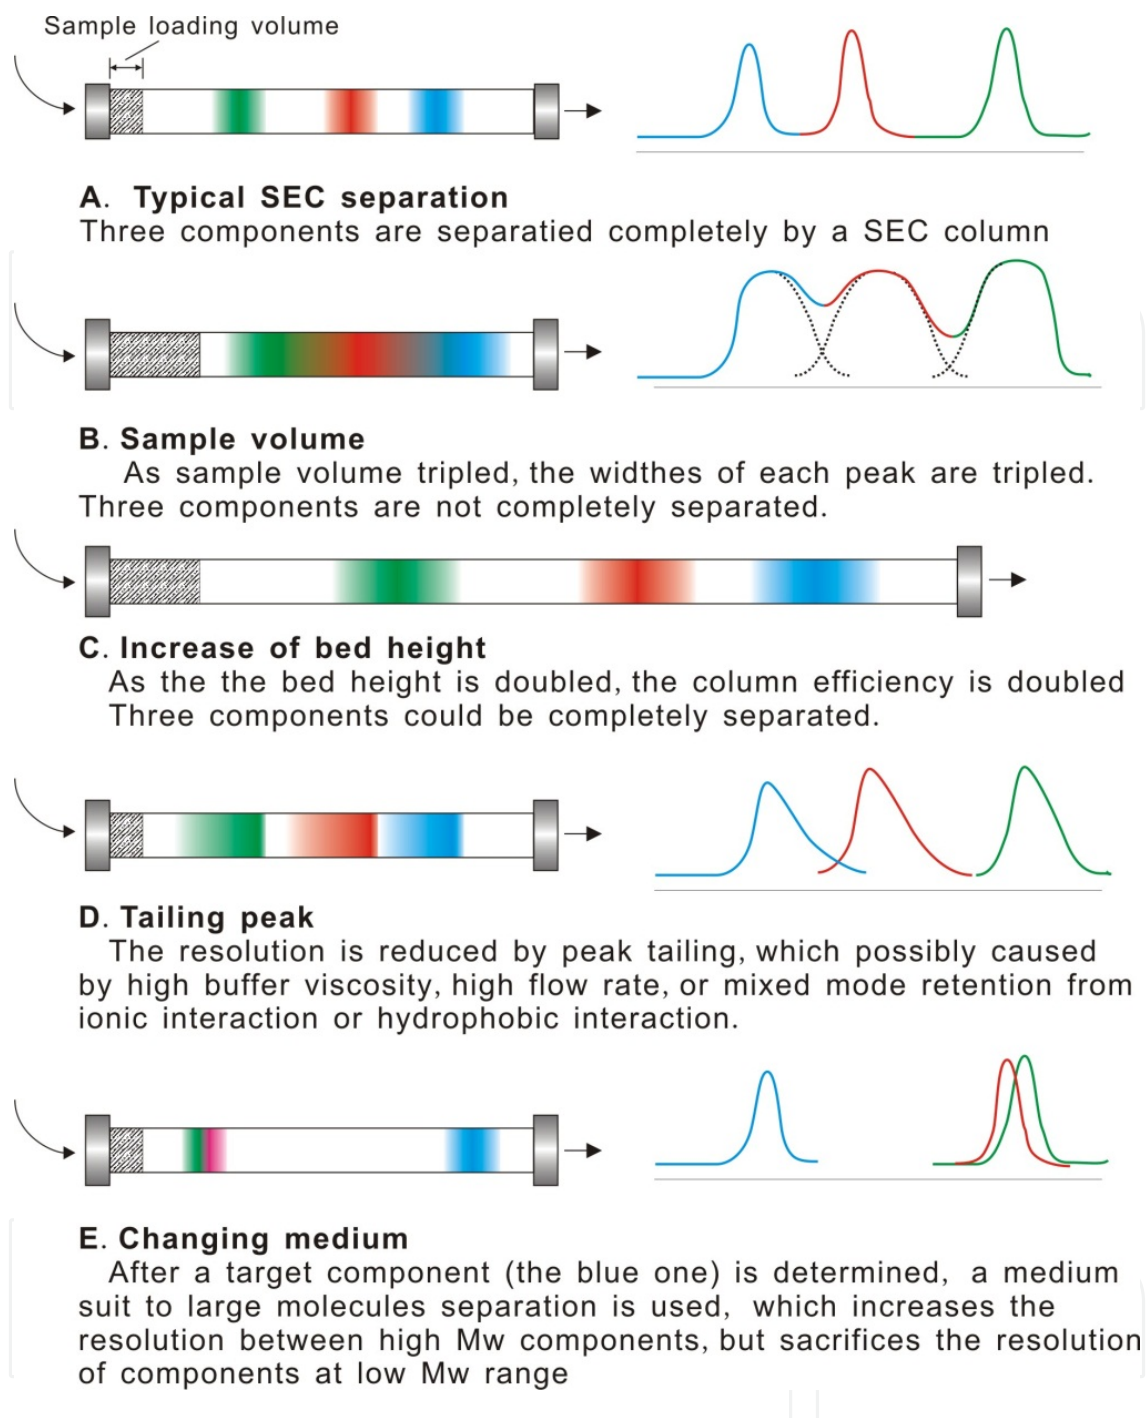 Sample loading volume
A. Typical SEC separation
Three components are separatied completely by a SEC column
B. Sample volume
As sample volume tripled, the widthes of each peak are tripled.
Three components are not completely separated.
C. Increase of bed height
As the the bed height is doubled, the column efficiency is doubled
Three components could be completely separated.
D. Tailing peak
The resolution is reduced by peak tailing, which possibly caused
by high buffer viscosity, high flow rate, or mixed mode retention from
ionic interaction or hydrophobic interaction.
E. Changing medium
After a target component (the blue one) is determined, a medium
suit to large molecules separation is used, which increases the
resolution between high Mw components, but sacrifices the resolution
of components at low Mw range